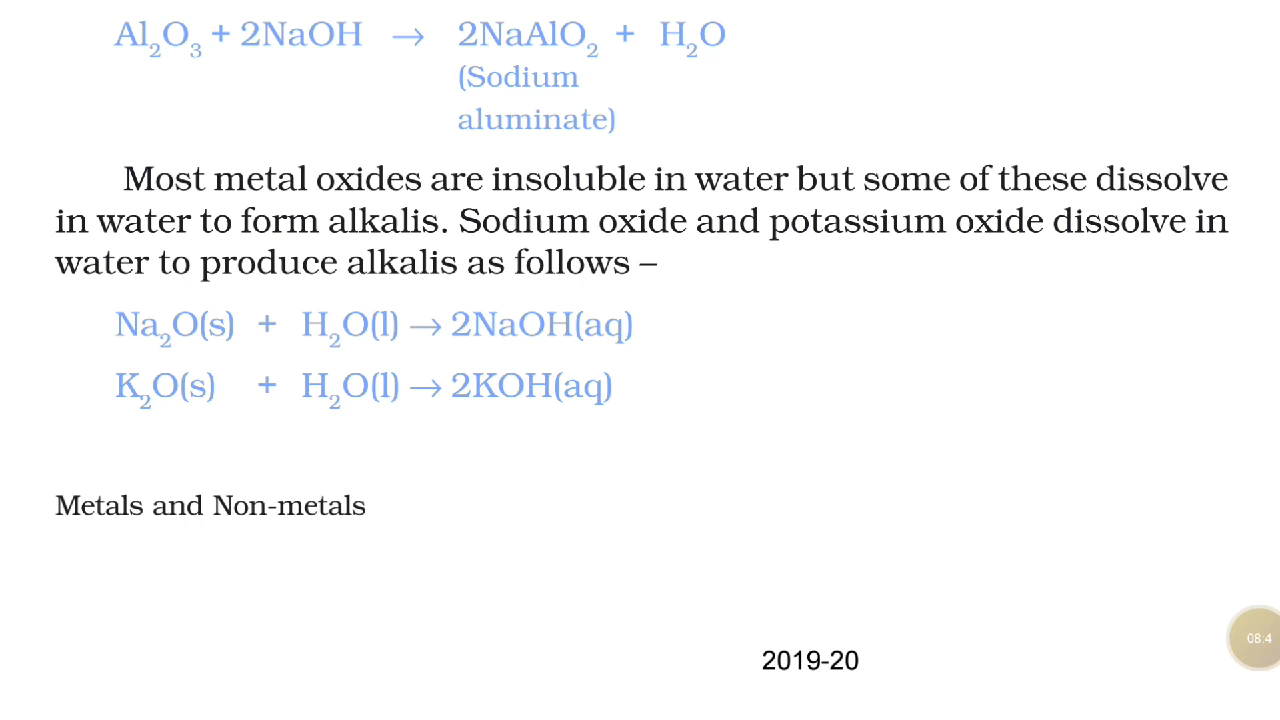 Al₂O₃ + 2NaOH → 2NaAlO₂ + H₂O
(Sodium
aluminate)
Most metal oxides are insoluble in water but some of these dissolve
in water to form alkalis. Sodium oxide and potassium oxide dissolve in
water to produce alkalis as follows –
Na₂O(s) + H₂O(l) → 2NaOH(aq)
K₂O(s) + H₂O(l) → 2KOH(aq)
Metals and Non-metals
08:4
2019-20